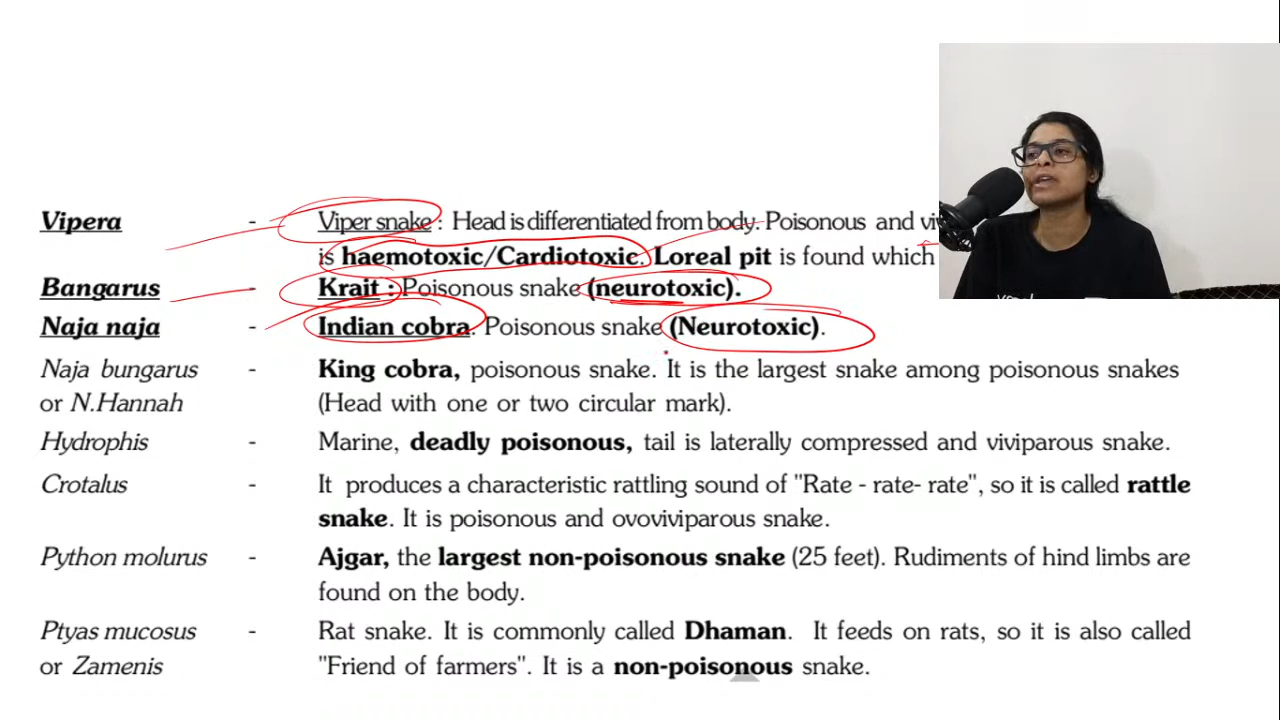 Vipera - Viper snake : Head is differentiated from body. Poisonous and
is haemotoxic/Cardiotoxic. Loreal pit is found which
Bangarus - Krait : Poisonous snake (neurotoxic).
Naja naja - Indian cobra. Poisonous snake (Neurotoxic).
Naja bungarus - King cobra, poisonous snake. It is the largest snake among poisonous snakes
or N.Hannah (Head with one or two circular mark).
Hydrophis - Marine, deadly poisonous, tail is laterally compressed and viviparous snake.
Crotalus - It produces a characteristic rattling sound of "Rate - rate- rate", so it is called rattle
snake. It is poisonous and ovoviviparous snake.
Python molurus - Ajgar, the largest non-poisonous snake (25 feet). Rudiments of hind limbs are
found on the body.
Ptyas mucosus - Rat snake. It is commonly called Dhaman. It feeds on rats, so it is also called
or Zamenis "Friend of farmers". It is a non-poisonous snake.